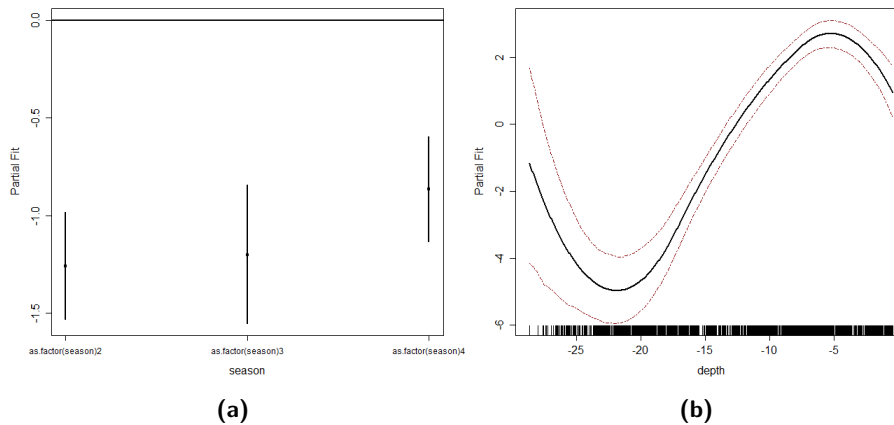 Partial Fit
0.0
-0.5
-1.0
-1.5
as.factor(season)2
as.factor(season)3
as.factor(season)4
season
(a)
Partial Fit
2
0
-2
-4
-6
-25
-20
-15
-10
-5
depth
(b)